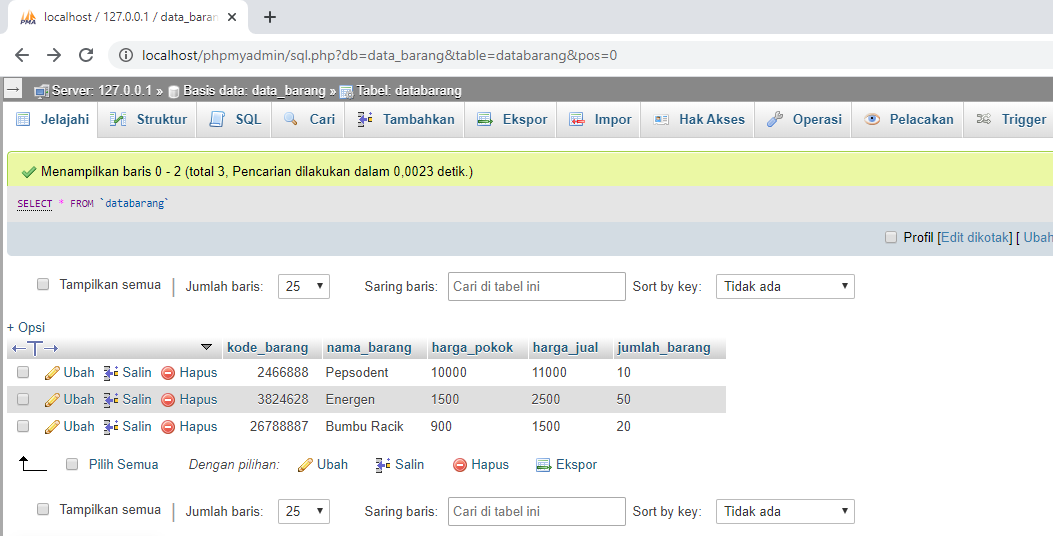 localhost / 127.0.0.1 / data_baran
localhost/phpmyadmin/sql.php?db=data_barang&table=databarang&pos=0
Server: 127.0.0.1 » Basis data: data_barang » Tabel: databarang
Jelajahi Struktur SQL Cari Tambahkan Ekspor Impor Hak Akses Operasi Pelacakan Trigger
Menampilkan baris 0 - 2 (total 3, Pencarian dilakukan dalam 0,0023 detik.)
SELECT * FROM `databarang`
Profil [Edit dikotak] [ Ubah
Tampilkan semua | Jumlah baris: 25 Saring baris: Cari di tabel ini Sort by key: Tidak ada
+ Opsi
←T→ kode_barang nama_barang harga_pokok harga_jual jumlah_barang
Ubah Salin Hapus 2466888 Pepsodent 10000 11000 10
Ubah Salin Hapus 3824628 Energen 1500 2500 50
Ubah Salin Hapus 26788887 Bumbu Racik 900 1500 20
Pilih Semua Dengan pilihan: Ubah Salin Hapus Ekspor
Tampilkan semua | Jumlah baris: 25 Saring baris: Cari di tabel ini Sort by key: Tidak ada